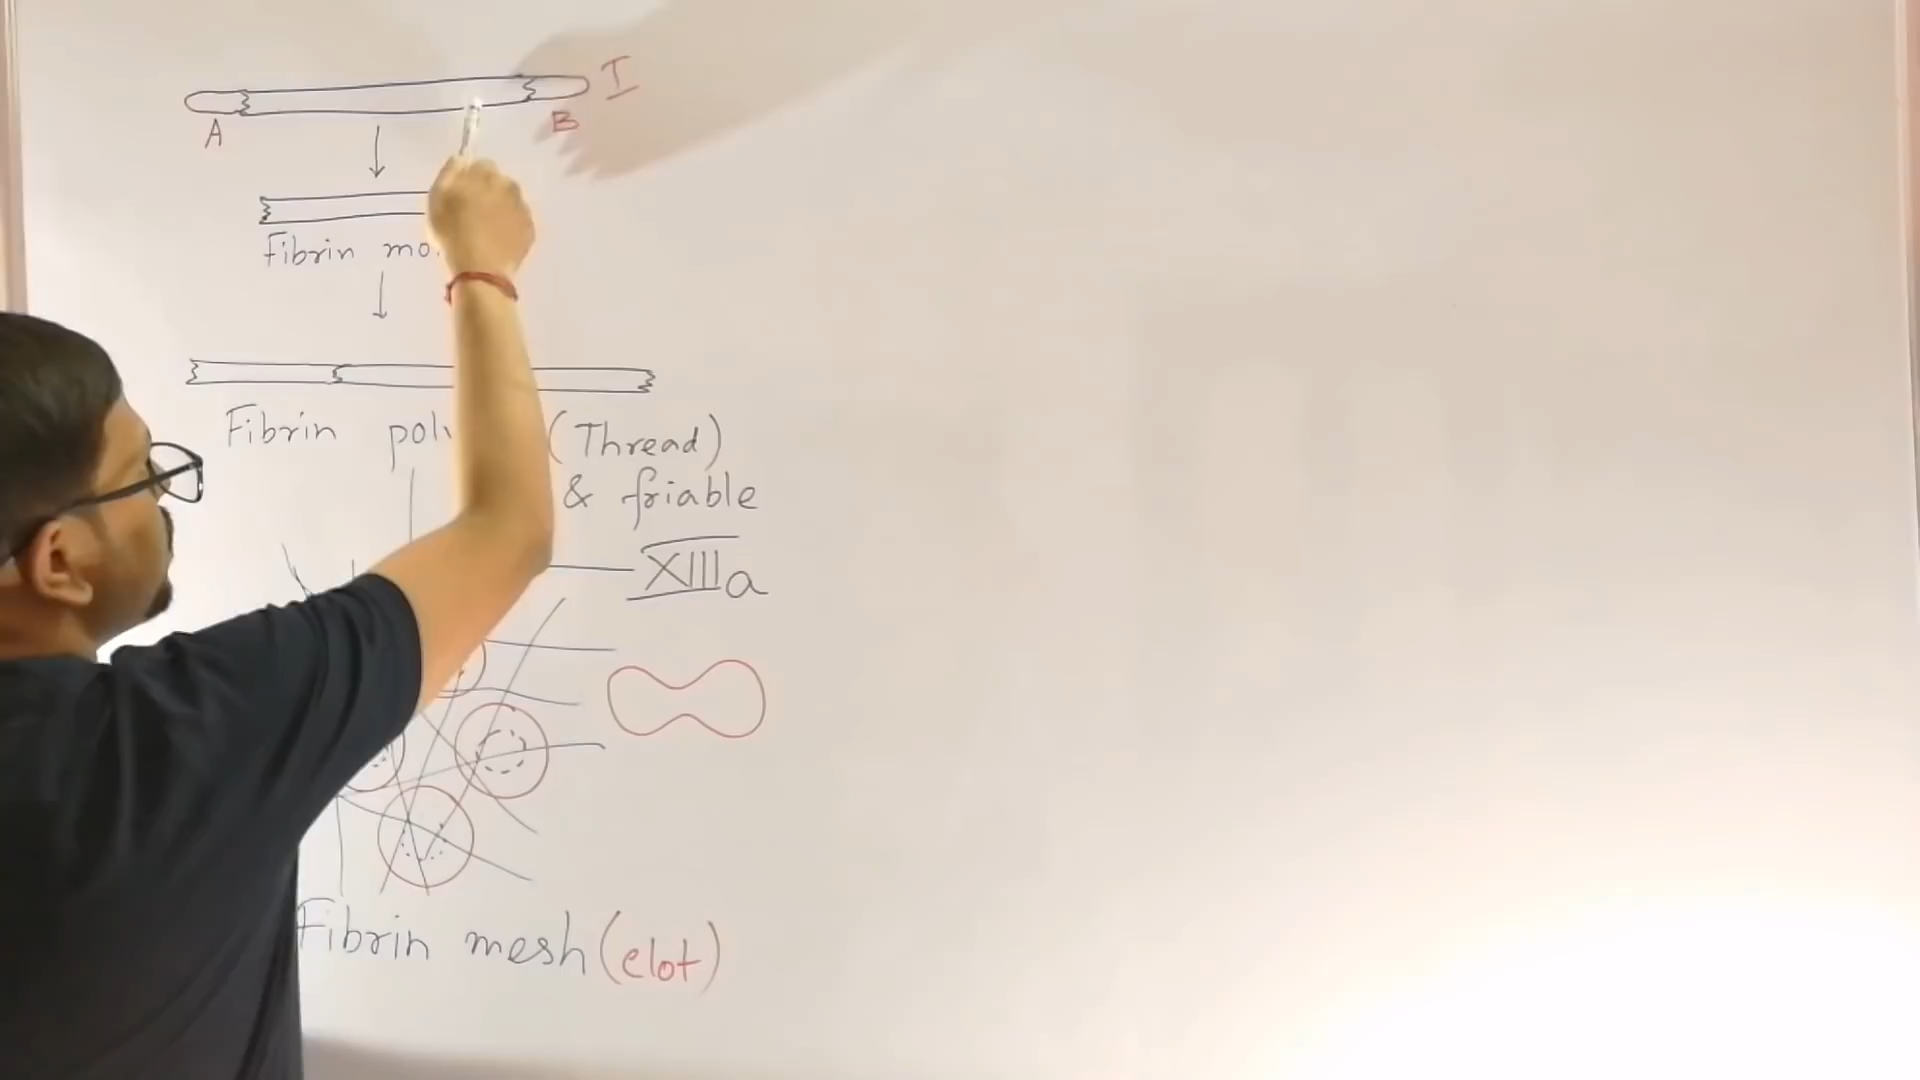 I
A B
Fibrin mo
Fibrin pol (Thread)
& friable
XIIIa
Fibrin mesh (clot)